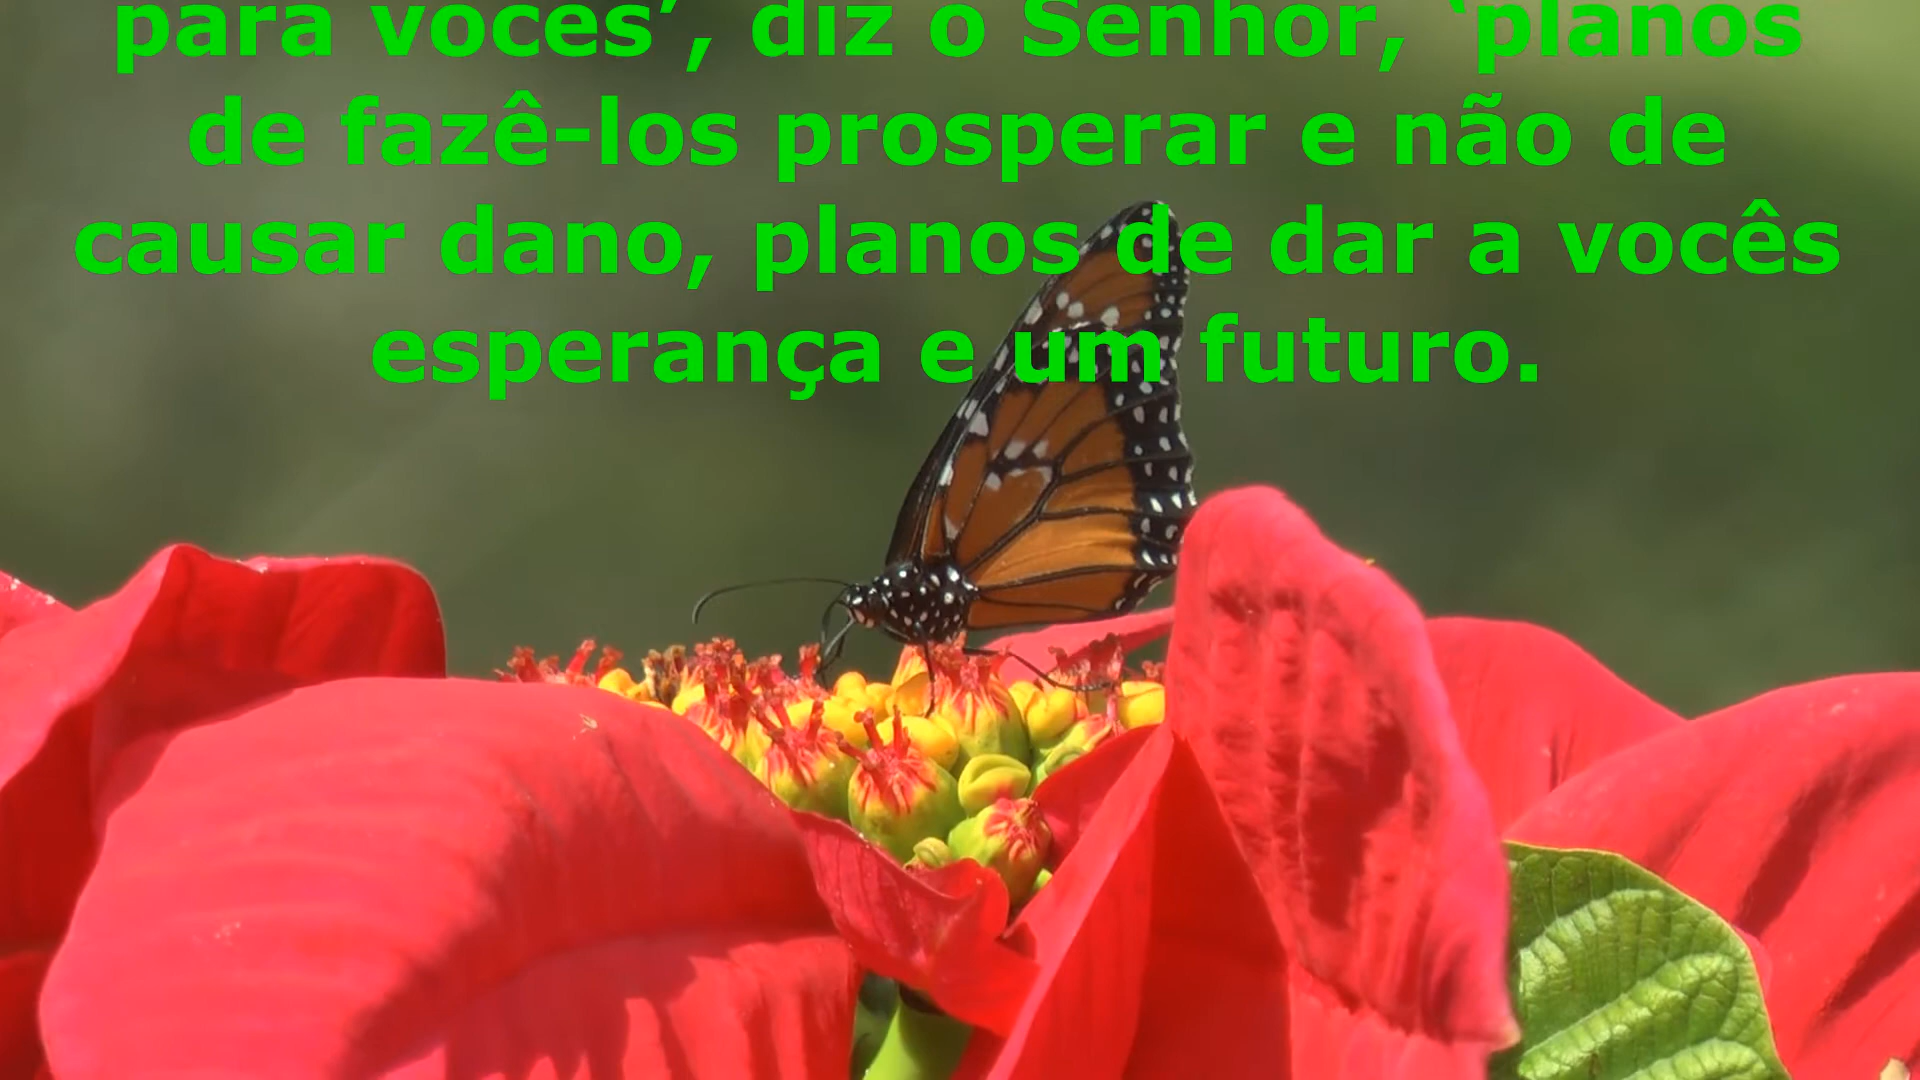 para vocês’, diz o Senhor, ‘planos
de fazê-los prosperar e não de
causar dano, planos de dar a vocês
esperança e um futuro.